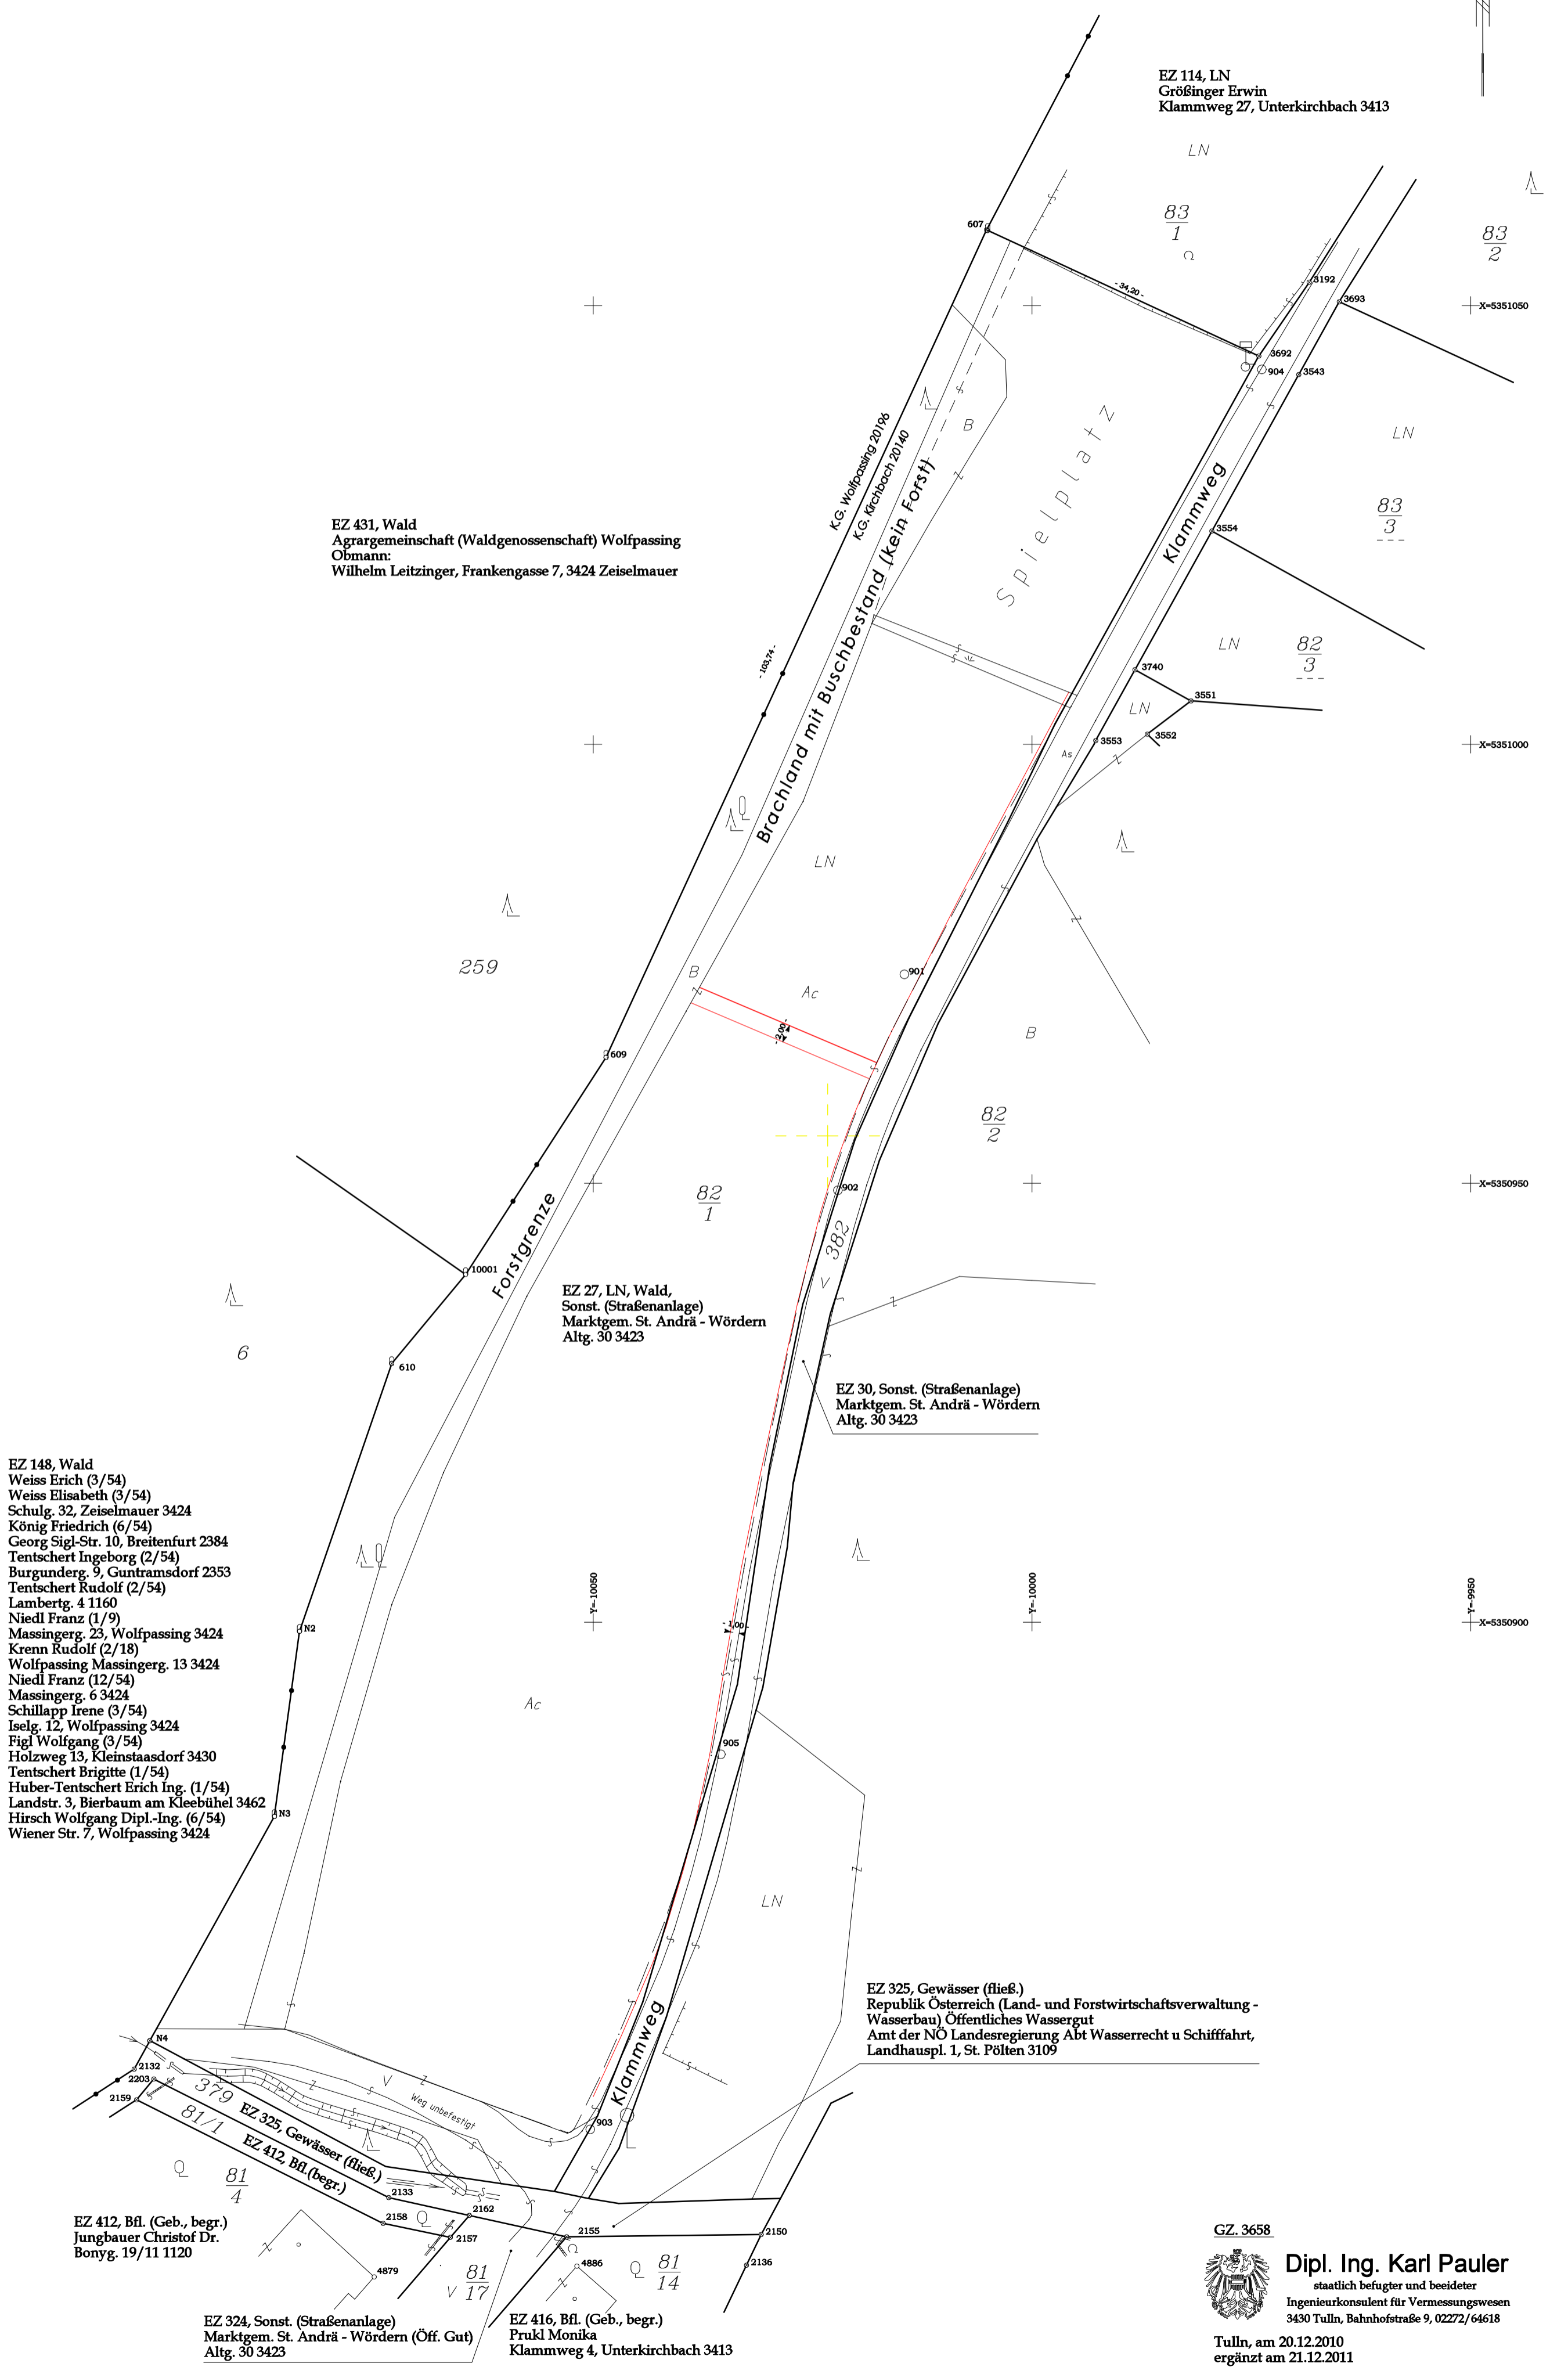 EZ 114, LN
Größinger Erwin
Klammweg 27, Unterkirchbach 3413
LN
83
1
83
2
607
- 34,20 -
3192
3693
X=5351050
3692
904
3543
LN
B
K.G. Wolfpassing 20196
K.G. Kirchbach 20140
Brachland mit Buschbestand (kein Forst)
Spielplatz
Klammweg
83
3
3554
EZ 431, Wald
Agrargemeinschaft (Waldgenossenschaft) Wolfpassing
Obmann:
Wilhelm Leitzinger, Frankengasse 7, 3424 Zeiselmauer
- 103,74 -
LN
82
3
3740
3551
LN
3552
3553
As
X=5351000
LN
259
B
Ac
901
- 2,00 -
B
609
82
2
902
82
1
382
X=5350950
Forstgrenze
10001
V
EZ 27, LN, Wald,
Sonst. (Straßenanlage)
Marktgem. St. Andrä - Wördern
Altg. 30 3423
6
610
EZ 30, Sonst. (Straßenanlage)
Marktgem. St. Andrä - Wördern
Altg. 30 3423
EZ 148, Wald
Weiss Erich (3/54)
Weiss Elisabeth (3/54)
Schulg. 32, Zeiselmauer 3424
König Friedrich (6/54)
Georg Sigl-Str. 10, Breitenfurt 2384
Tentschert Ingeborg (2/54)
Burgunderg. 9, Guntramsdorf 2353
Tentschert Rudolf (2/54)
Lambertg. 4 1160
Niedl Franz (1/9)
Massingerg. 23, Wolfpassing 3424
Krenn Rudolf (2/18)
Wolfpassing Massingerg. 13 3424
Niedl Franz (12/54)
Massingerg. 6 3424
Schillapp Irene (3/54)
Iselg. 12, Wolfpassing 3424
Figl Wolfgang (3/54)
Holzweg 13, Kleinstaasdorf 3430
Tentschert Brigitte (1/54)
Huber-Tentschert Erich Ing. (1/54)
Landstr. 3, Bierbaum am Kleebühel 3462
Hirsch Wolfgang Dipl.-Ing. (6/54)
Wiener Str. 7, Wolfpassing 3424
Y=-10050
Y=-10000
Y=-9950
X=5350900
N2
- 1,00 -
Ac
905
N3
LN
EZ 325, Gewässer (fließ.)
Republik Österreich (Land- und Forstwirtschaftsverwaltung -
Wasserbau) Öffentliches Wassergut
Amt der NÖ Landesregierung Abt Wasserrecht u Schifffahrt,
Landhauspl. 1, St. Pölten 3109
Klammweg
N4
2132
2203
2159
379
EZ 325, Gewässer (fließ.)
V
Weg unbefestigt
903
81/1
EZ 412, Bfl.(begr.)
81
4
2133
2158
2162
2157
2155
2150
2136
EZ 412, Bfl. (Geb., begr.)
Jungbauer Christof Dr.
Bonyg. 19/11 1120
4879
V
81
17
4886
81
14
EZ 324, Sonst. (Straßenanlage)
Marktgem. St. Andrä - Wördern (Öff. Gut)
Altg. 30 3423
EZ 416, Bfl. (Geb., begr.)
Prukl Monika
Klammweg 4, Unterkirchbach 3413
GZ. 3658
Dipl. Ing. Karl Pauler
staatlich befugter und beeideter
Ingenieurkonsulent für Vermessungswesen
3430 Tulln, Bahnhofstraße 9, 02272/64618
Tulln, am 20.12.2010
ergänzt am 21.12.2011